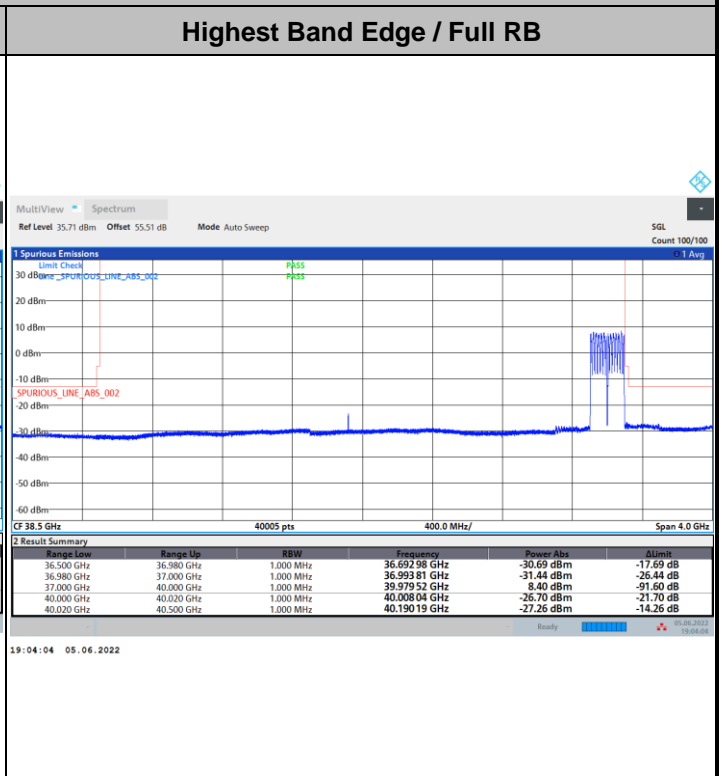 Highest Band Edge / Full RB
MultiView Spectrum
Ref Level 35.71 dBm Offset 55.51 dB Mode Auto Sweep SGL
Count 100/100
1 Spurious Emissions 1 Avg
Limit Check PASS
30 dBm Line _SPURIOUS_LINE_ABS_002 PASS
20 dBm
10 dBm
0 dBm
-10 dBm
_SPURIOUS_LINE_ABS_002
-20 dBm
-30 dBm
-40 dBm
-50 dBm
-60 dBm
CF 38.5 GHz 40005 pts 400.0 MHz/ Span 4.0 GHz
2 Result Summary
Range Low Range Up RBW Frequency Power Abs ΔLimit
36.500 GHz 36.980 GHz 1.000 MHz 36.692 98 GHz -30.69 dBm -17.69 dB
36.980 GHz 37.000 GHz 1.000 MHz 36.993 81 GHz -31.44 dBm -26.44 dB
37.000 GHz 40.000 GHz 1.000 MHz 39.979 52 GHz 8.40 dBm -91.60 dB
40.000 GHz 40.020 GHz 1.000 MHz 40.008 04 GHz -26.70 dBm -21.70 dB
40.020 GHz 40.500 GHz 1.000 MHz 40.190 19 GHz -27.26 dBm -14.26 dB
Ready 05.06.2022
19:04:04
19:04:04 05.06.2022